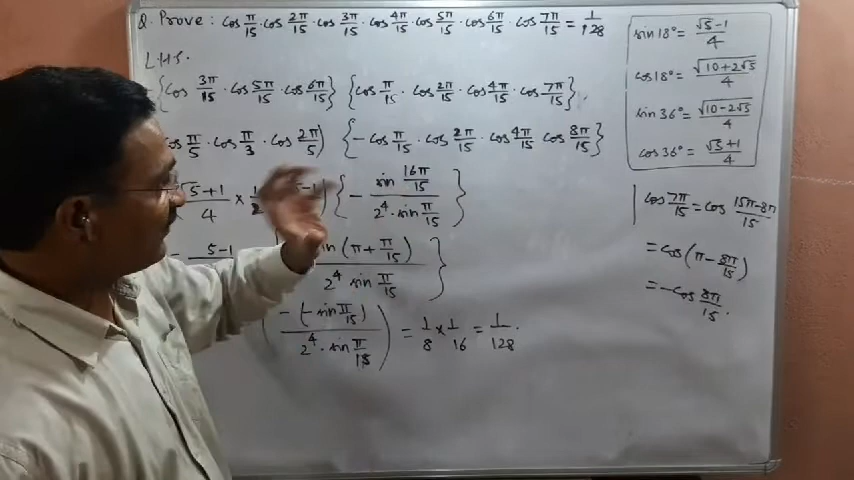 Q. Prove : cos π/15 · cos 2π/15 · cos 3π/15 · cos 4π/15 · cos 5π/15 · cos 6π/15 · cos 7π/15 = 1/128
LHS.
{cos 3π/15 · cos 5π/15 · cos 6π/15} {cos π/15 · cos 2π/15 · cos 4π/15 · cos 7π/15}
cos π/5 · cos π/3 · cos 2π/5) {-cos π/15 · cos 2π/15 · cos 4π/15 cos 8π/15}
√5+1/4 × 1/2 -1) {- sin 16π/15 / 2⁴ · sin π/15}
5-1 sin (π + π/15) / 2⁴ sin π/15}
(-(-sin π/15) / 2⁴ · sin π/15) = 1/8 × 1/16 = 1/128 ·
sin 18° = √5-1/4
cos 18° = √(10+2√5)/4
sin 36° = √(10-2√5)/4
cos 36° = √5+1/4
cos 7π/15 = cos 15π-8π/15
= cos (π - 8π/15)
= -cos 8π/15 ·